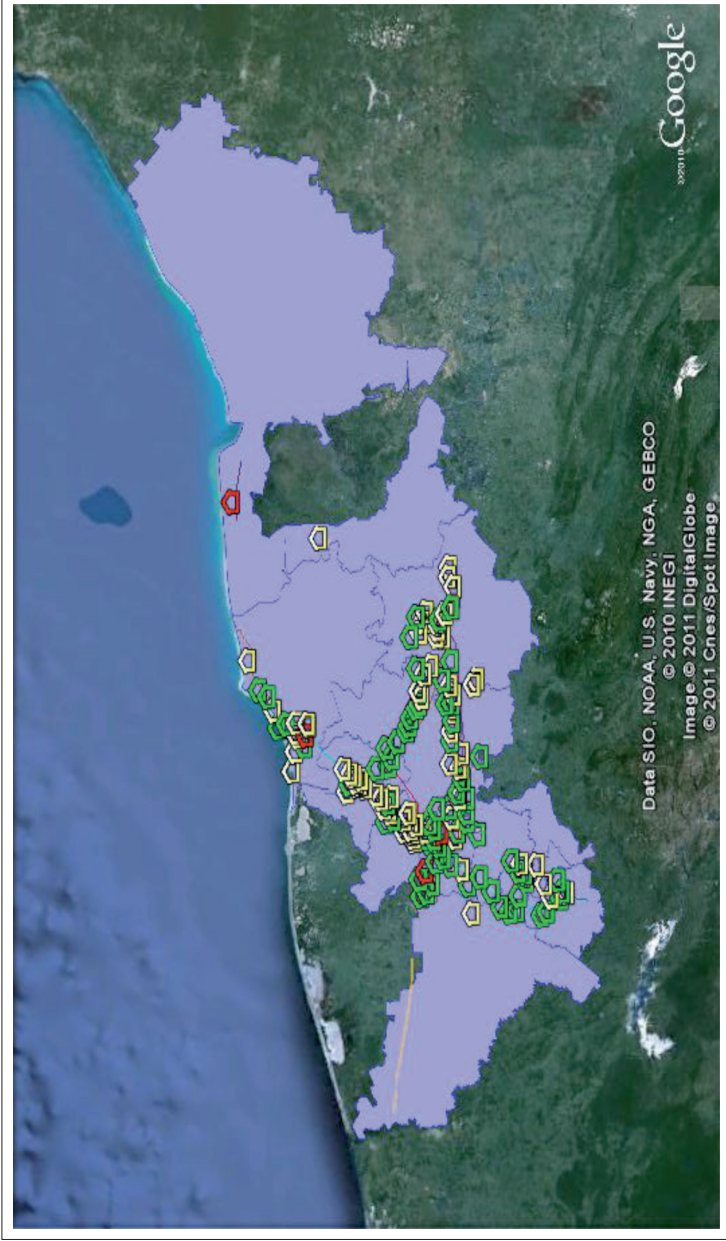 Data SIO, NOAA, U.S. Navy, NGA, GEBCO
© 2010 INEGI
Image © 2011 DigitalGlobe
© 2011 Cnes/Spot Image
©2010 Google